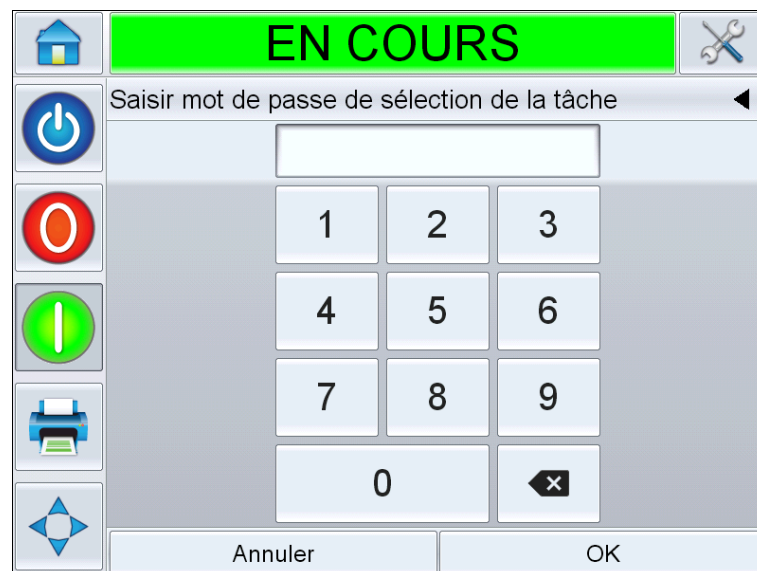 EN COURS
Saisir mot de passe de sélection de la tâche
1 2 3
4 5 6
7 8 9
0
Annuler OK